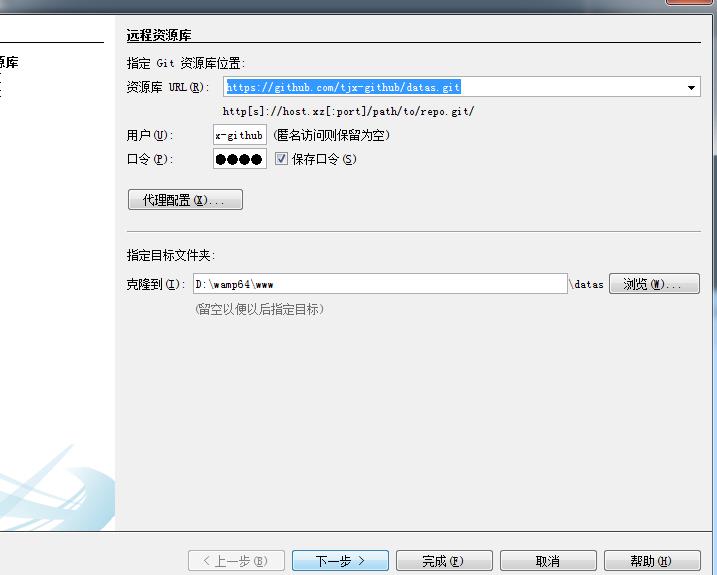 远程资源库
库
指定 Git 资源库位置:
资源库 URL(R): https://github.com/tjx-github/datas.git
http[s]://host.xz[:port]/path/to/repo.git/
用户(U): x-github (匿名访问则保留为空)
口令(P): ●●●● 保存口令(S)
代理配置(X)...
指定目标文件夹:
克隆到(I): D:\wamp64\www \datas 浏览(W)...
(留空以便以后指定目标)
< 上一步(B) 下一步 > 完成(F) 取消 帮助(H)